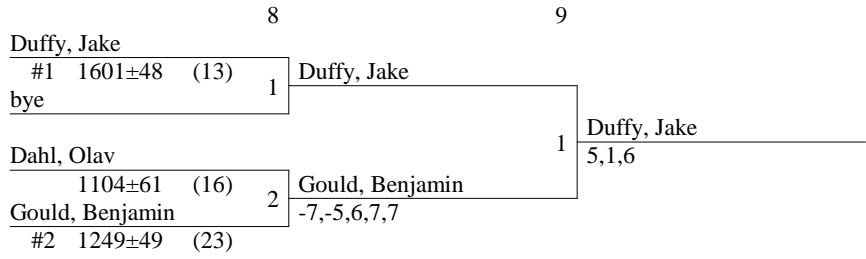 8 9
Duffy, Jake
#1 1601±48 (13)
bye
1
Duffy, Jake
Dahl, Olav
1104±61 (16)
Gould, Benjamin
#2 1249±49 (23)
2
Gould, Benjamin
-7,-5,6,7,7
1
Duffy, Jake
5,1,6